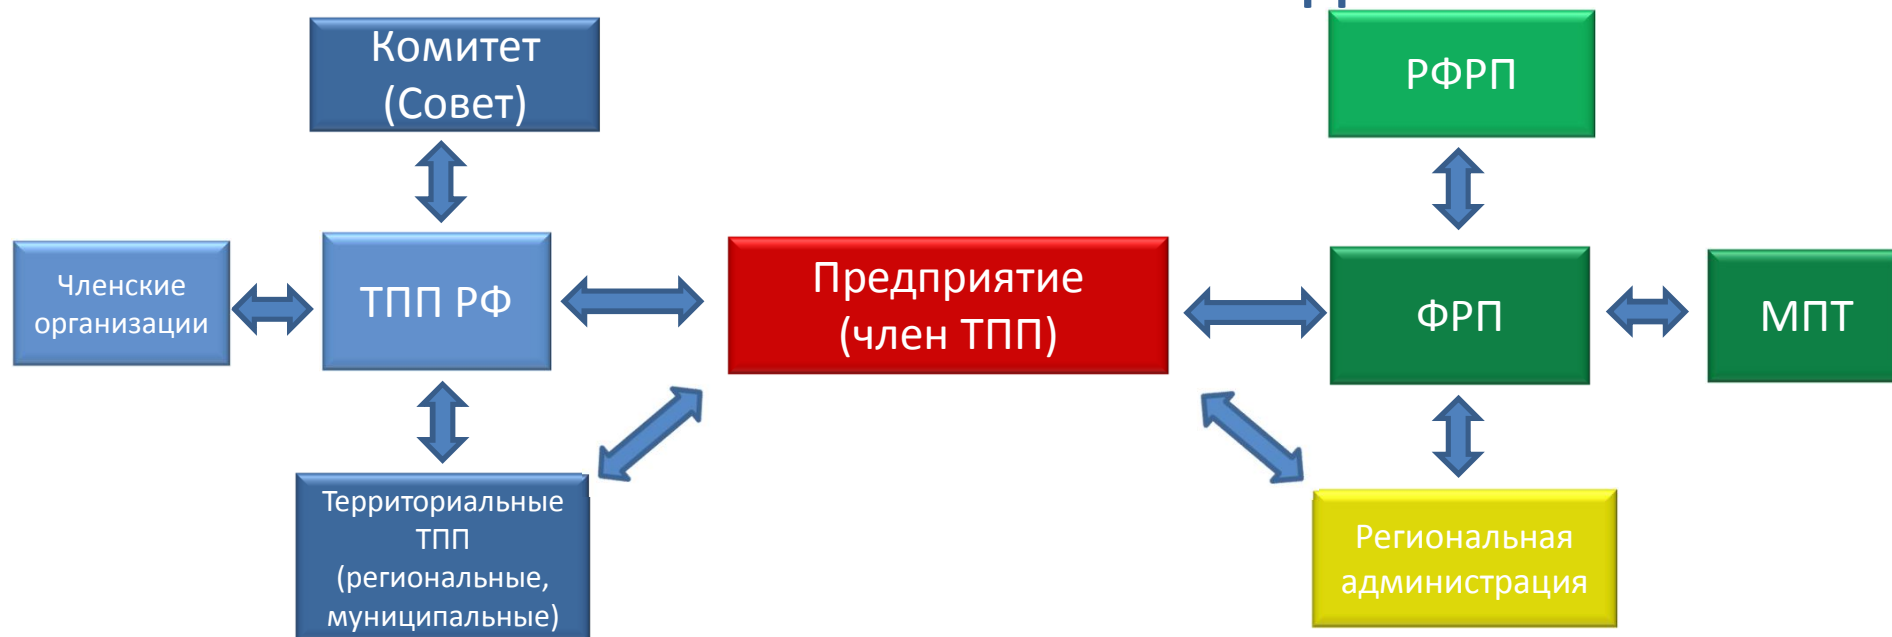 Комитет
(Совет)
РФРП
Членские
организации
ТПП РФ
Предприятие
(член ТПП)
ФРП
МПТ
Территориальные
ТПП
(региональные,
муниципальные)
Региональная
администрация